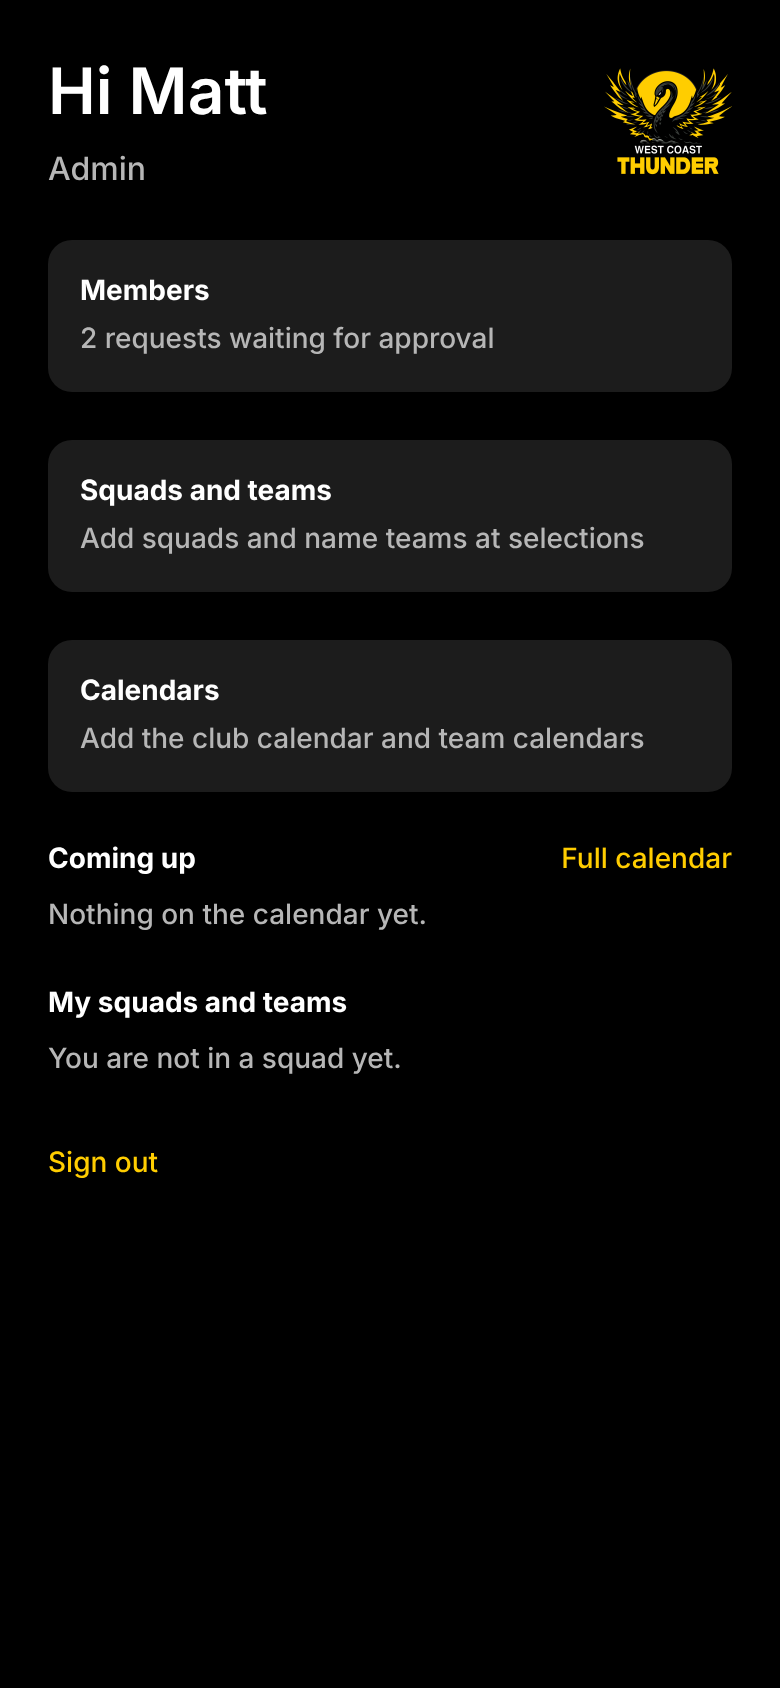 Hi Matt
Admin
WEST COAST
THUNDER
Members
2 requests waiting for approval
Squads and teams
Add squads and name teams at selections
Calendars
Add the club calendar and team calendars
Coming up
Full calendar
Nothing on the calendar yet.
My squads and teams
You are not in a squad yet.
Sign out